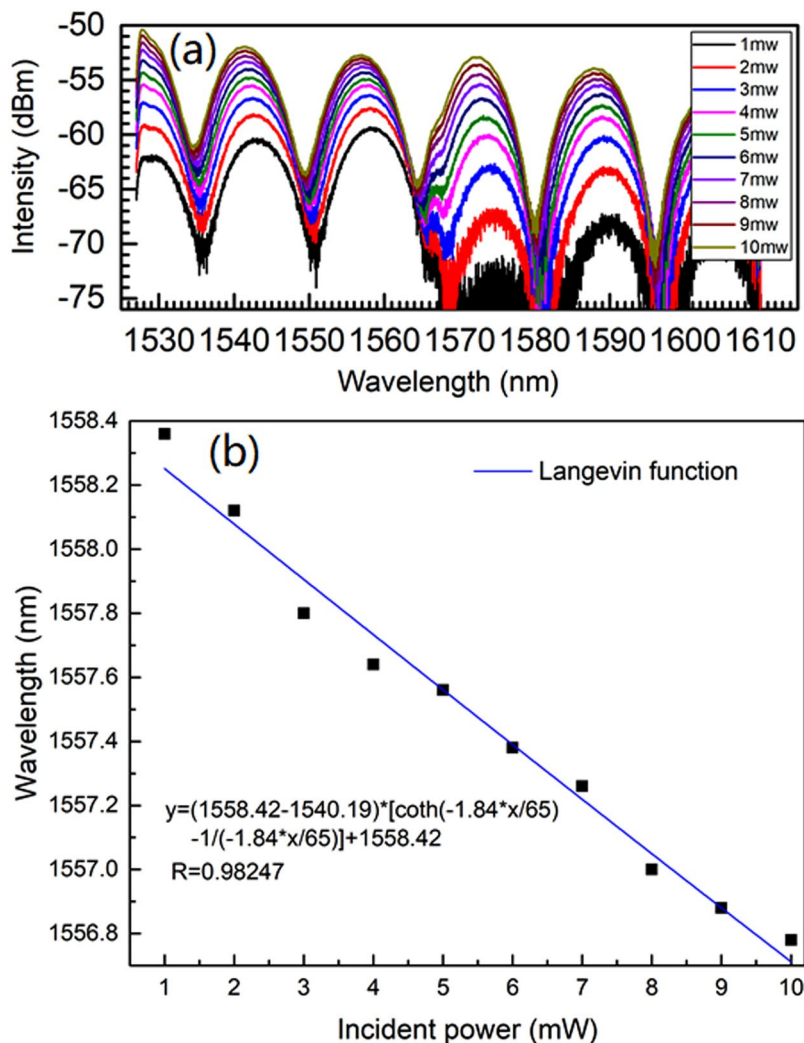 (a)
-50
-55
-60
-65
-70
-75
Intensity (dBm)
1mw
2mw
3mw
4mw
5mw
6mw
7mw
8mw
9mw
10mw
1530 1540 1550 1560 1570 1580 1590 1600 1610
Wavelength (nm)
(b)
Langevin function
1558.4
1558.2
1558.0
1557.8
1557.6
1557.4
1557.2
1557.0
1556.8
Wavelength (nm)
y=(1558.42-1540.19)*[coth(-1.84*x/65)
-1/(-1.84*x/65)]+1558.42
R=0.98247
1 2 3 4 5 6 7 8 9 10
Incident power (mW)